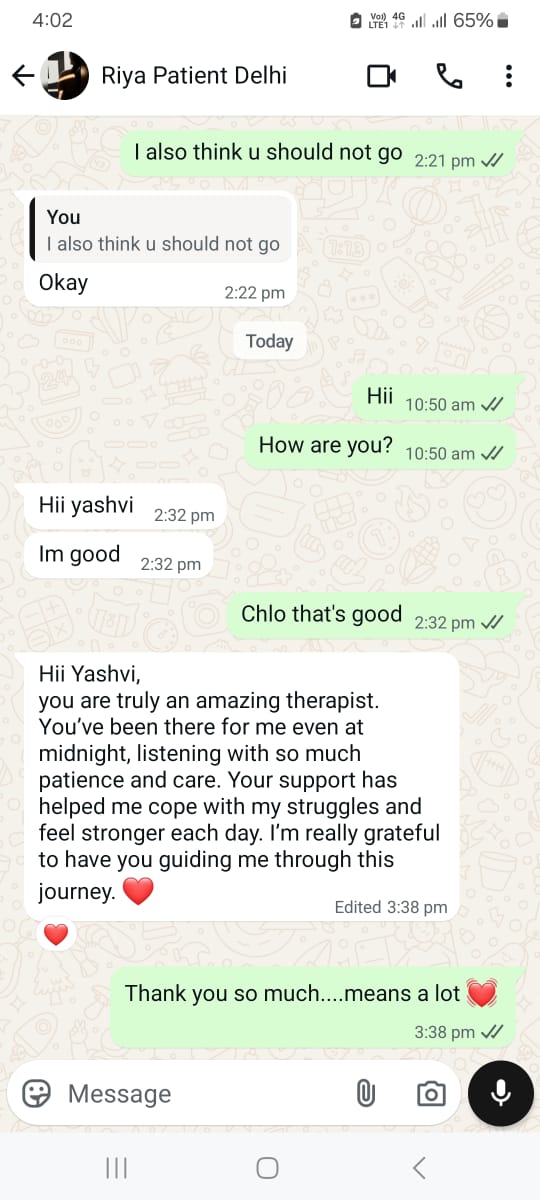 4:02
Vo) 4G
LTE1 65%
Riya Patient Delhi
I also think u should not go 2:21 pm
You
I also think u should not go
Okay
2:22 pm
Today
Hii 10:50 am
How are you? 10:50 am
Hii yashvi 2:32 pm
Im good 2:32 pm
Chlo that's good 2:32 pm
Hii Yashvi,
you are truly an amazing therapist.
You’ve been there for me even at
midnight, listening with so much
patience and care. Your support has
helped me cope with my struggles and
feel stronger each day. I’m really grateful
to have you guiding me through this
journey. ❤️
Edited 3:38 pm
❤️
Thank you so much....means a lot 💓
3:38 pm
Message